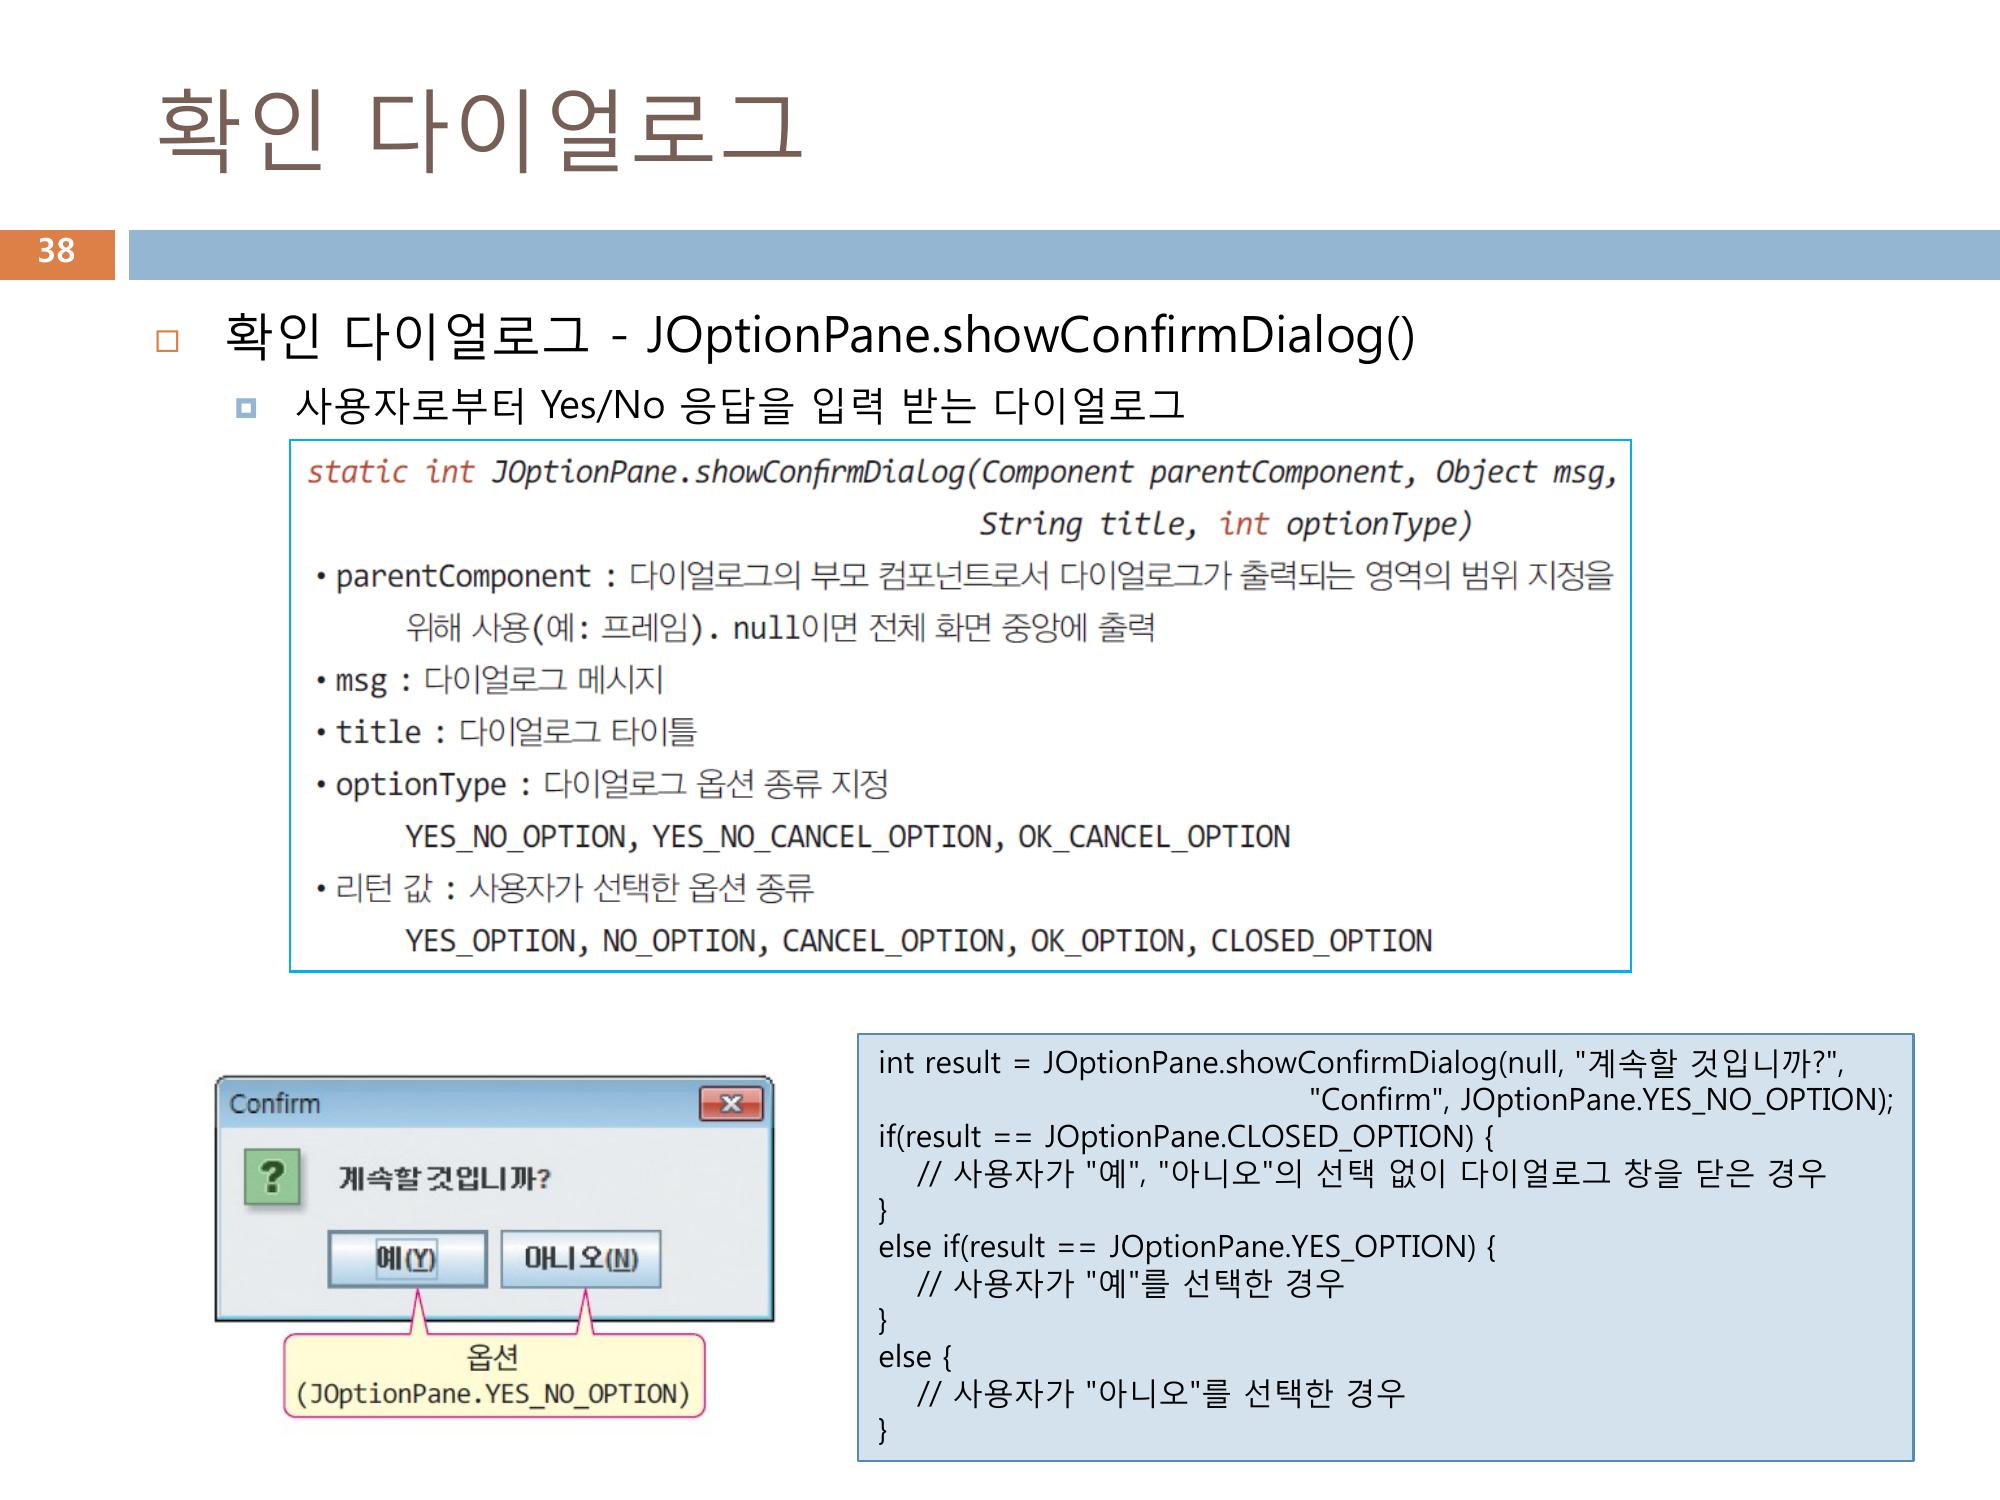 확인 다이얼로그
38
확인 다이얼로그 - JOptionPane.showConfirmDialog()
사용자로부터 Yes/No 응답을 입력 받는 다이얼로그
static int JOptionPane.showConfirmDialog(Component parentComponent, Object msg,
String title, int optionType)
• parentComponent : 다이얼로그의 부모 컴포넌트로서 다이얼로그가 출력되는 영역의 범위 지정을
위해 사용(예: 프레임). null이면 전체 화면 중앙에 출력
• msg : 다이얼로그 메시지
• title : 다이얼로그 타이틀
• optionType : 다이얼로그 옵션 종류 지정
YES_NO_OPTION, YES_NO_CANCEL_OPTION, OK_CANCEL_OPTION
• 리턴 값 : 사용자가 선택한 옵션 종류
YES_OPTION, NO_OPTION, CANCEL_OPTION, OK_OPTION, CLOSED_OPTION
Confirm
?
계속할 것입니까?
예(Y) 아니오(N)
옵션
(JOptionPane.YES_NO_OPTION)
int result = JOptionPane.showConfirmDialog(null, "계속할 것입니까?",
"Confirm", JOptionPane.YES_NO_OPTION);
if(result == JOptionPane.CLOSED_OPTION) {
// 사용자가 "예", "아니오"의 선택 없이 다이얼로그 창을 닫은 경우
}
else if(result == JOptionPane.YES_OPTION) {
// 사용자가 "예"를 선택한 경우
}
else {
// 사용자가 "아니오"를 선택한 경우
}